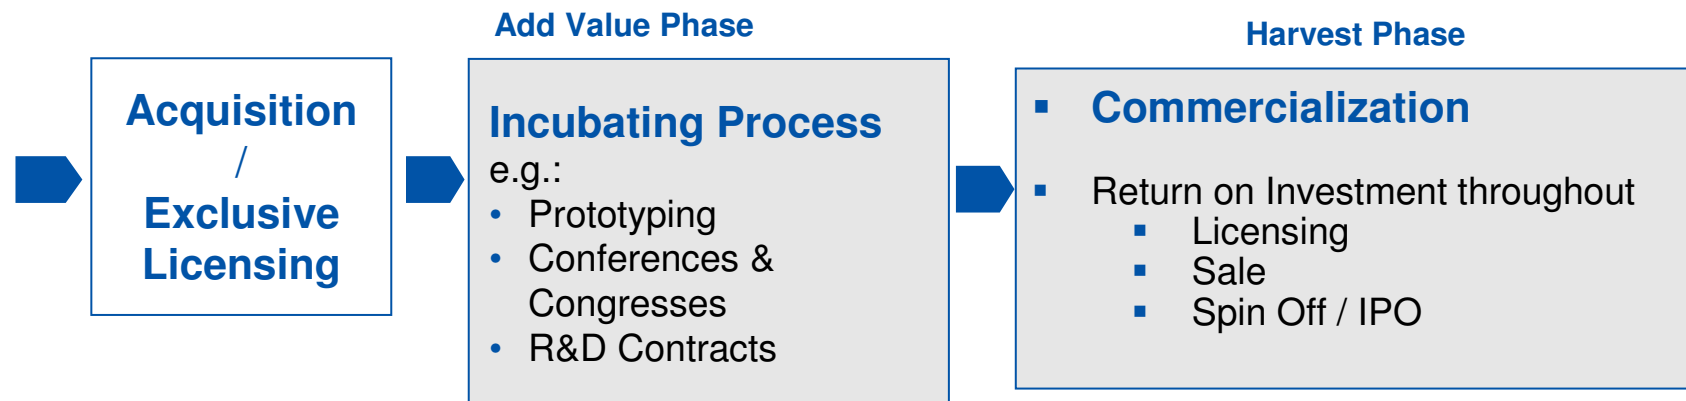 Add Value Phase
Harvest Phase
Acquisition
/
Exclusive
Licensing
Incubating Process
e.g.:
• Prototyping
• Conferences &
Congresses
• R&D Contracts
▪ Commercialization
▪ Return on Investment throughout
▪ Licensing
▪ Sale
▪ Spin Off / IPO